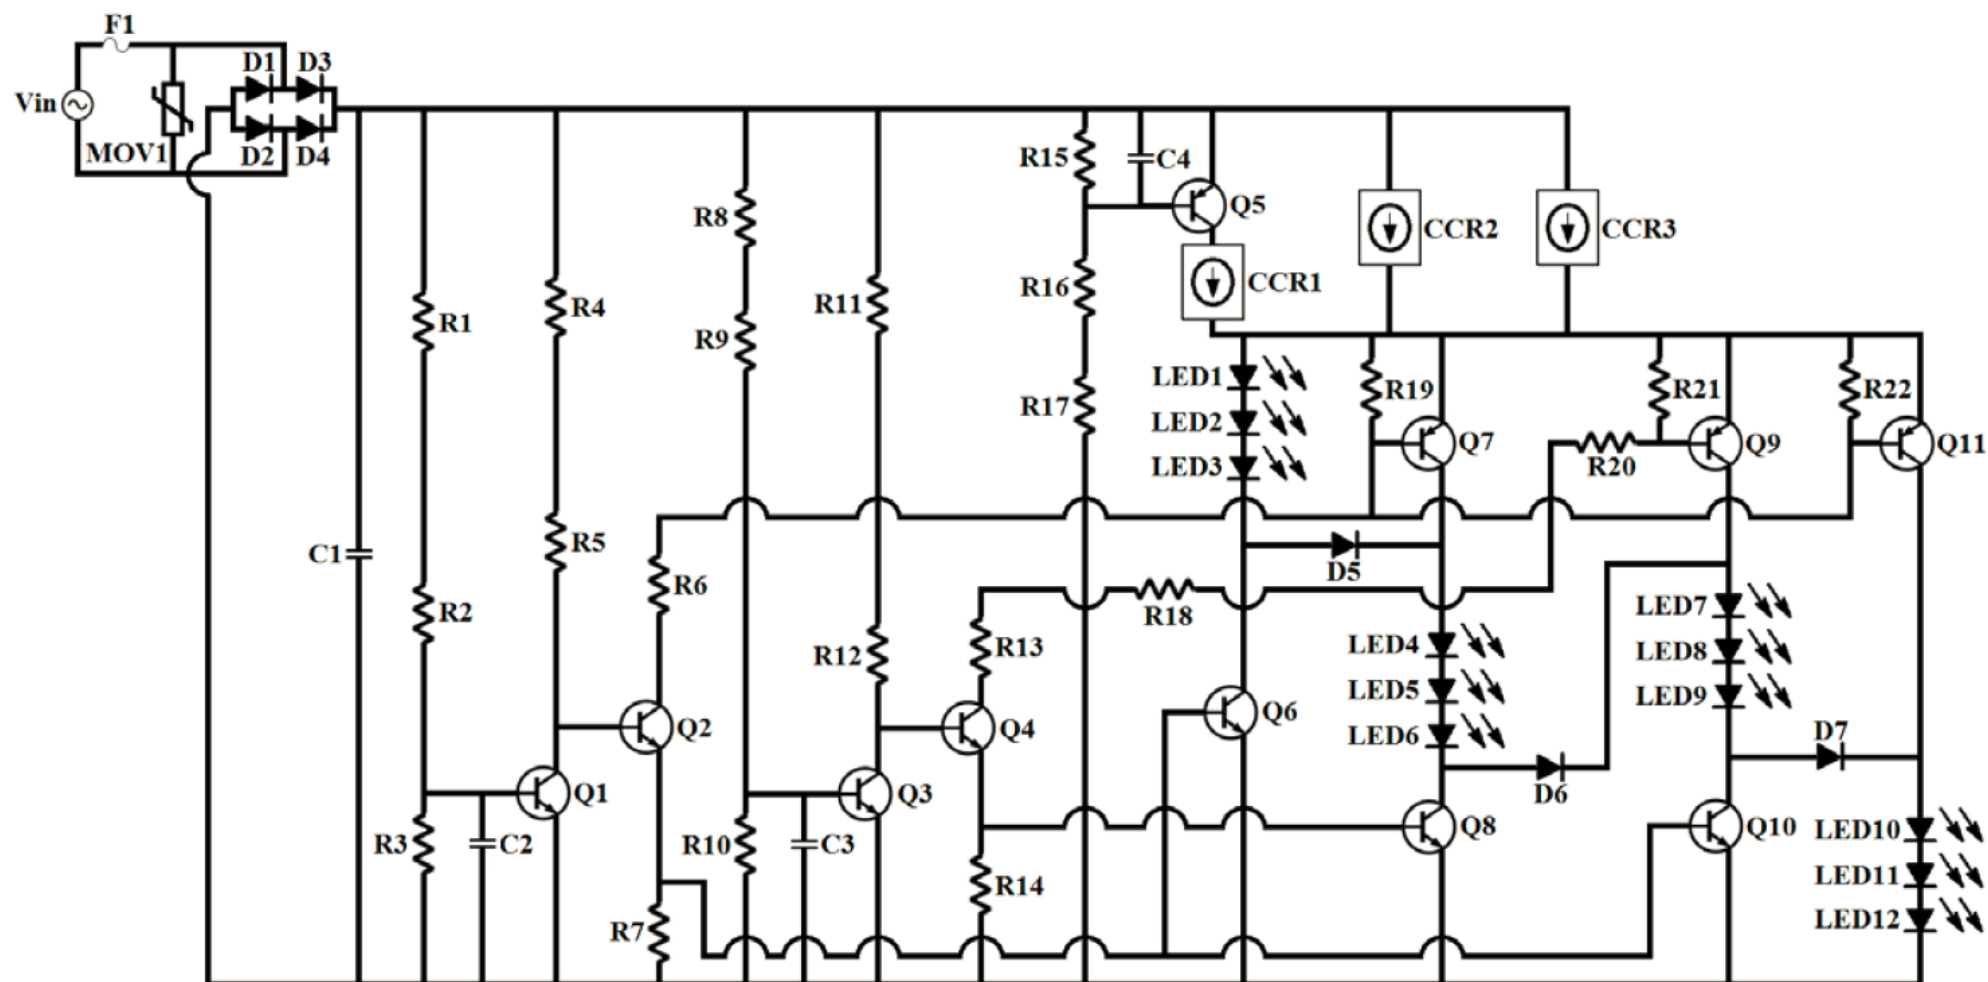 F1
D1 D3
Vin
MOV1
D2 D4
R15
C4
Q5
R8
CCR2
CCR3
R16
CCR1
R4
R11
R1
R9
LED1
R19
R21
R22
R17
LED2
Q7
Q9
Q11
LED3
R20
R5
C1
D5
R6
R2
R18
LED7
R13
LED4
LED8
R12
LED5
LED9
Q2
Q4
Q6
LED6
D7
Q1
Q3
D6
R3
C2
R10
C3
Q8
Q10
LED10
R14
LED11
R7
LED12